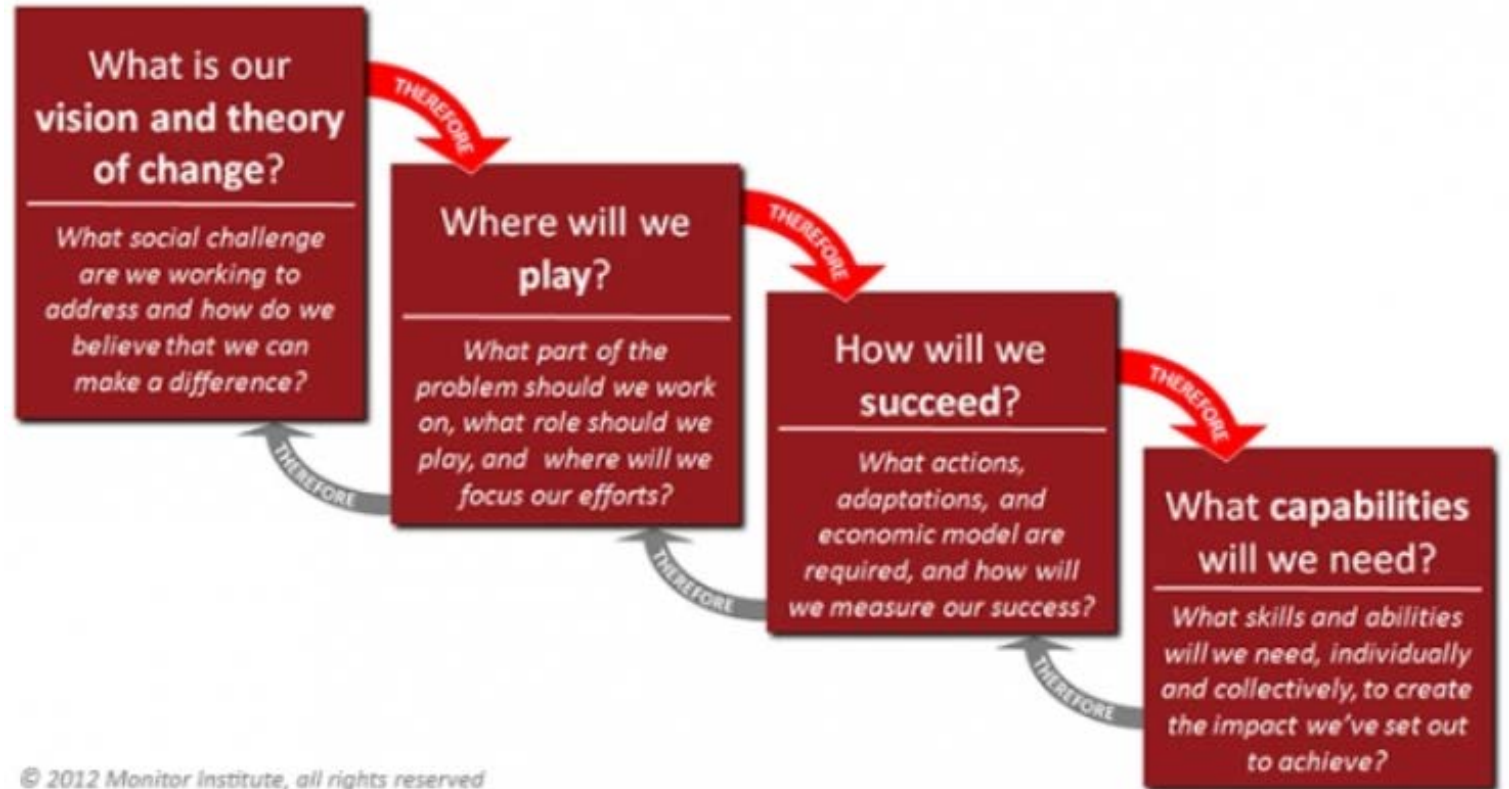 What is our
vision and theory
of change?
What social challenge
are we working to
address and how do we
believe that we can
make a difference?
THEREFORE
THEREFORE
Where will we
play?
What part of the
problem should we work
on, what role should we
play, and where will we
focus our efforts?
THEREFORE
THEREFORE
How will we
succeed?
What actions,
adaptations, and
economic model are
required, and how will
we measure our success?
THEREFORE
THEREFORE
What capabilities
will we need?
What skills and abilities
will we need, individually
and collectively, to create
the impact we've set out
to achieve?
© 2012 Monitor Institute, all rights reserved